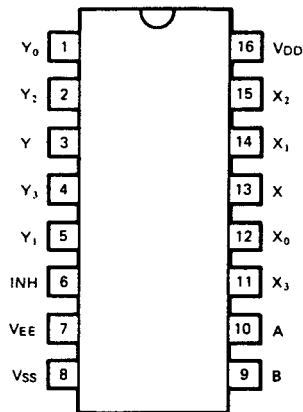 Y₀ 1 16 VDD
Y₂ 2 15 X₂
Y 3 14 X₁
Y₃ 4 13 X
Y₁ 5 12 X₀
INH 6 11 X₃
VEE 7 10 A
VSS 8 9 B